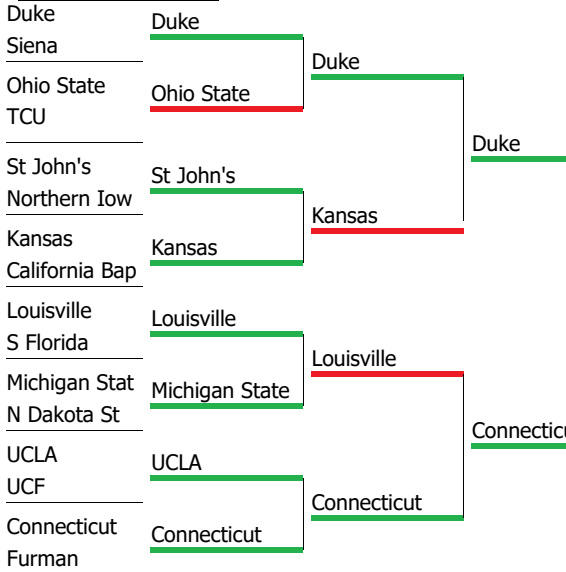 Duke
Siena
Ohio State
TCU
St John's
Northern Iow
Kansas
California Bap
Louisville
S Florida
Michigan Stat
N Dakota St
UCLA
UCF
Connecticut
Furman
Duke
Ohio State
St John's
Kansas
Louisville
Michigan State
UCLA
Connecticut
Duke
Kansas
Louisville
Connecticut
Duke
Connectic